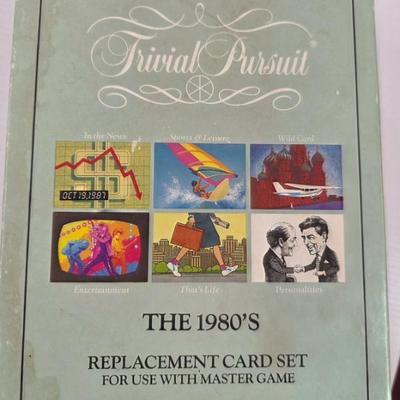 Trivial Pursuit®
In the News Sports & Leisure Wild Card
OCT 19,1987
Entertainment That's Life Personalities
THE 1980'S
REPLACEMENT CARD SET
FOR USE WITH MASTER GAME